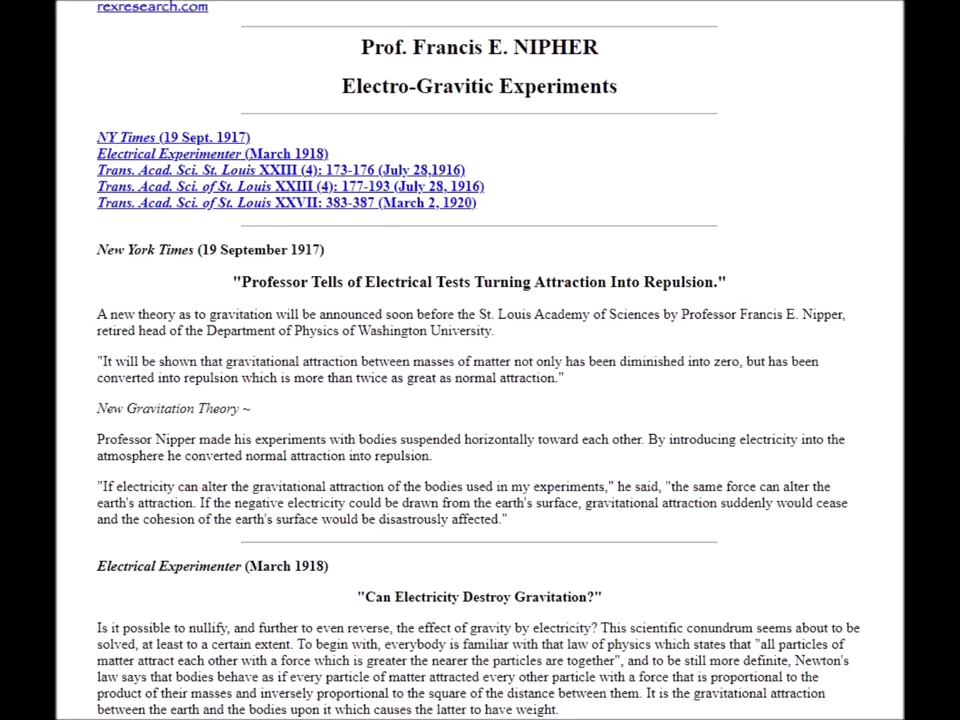 rexresearch.com
Prof. Francis E. NIPHER
Electro-Gravitic Experiments
NY Times (19 Sept. 1917)
Electrical Experimenter (March 1918)
Trans. Acad. Sci. St. Louis XXIII (4): 173-176 (July 28,1916)
Trans. Acad. Sci. of St. Louis XXIII (4): 177-193 (July 28, 1916)
Trans. Acad. Sci. of St. Louis XXVII: 383-387 (March 2, 1920)
New York Times (19 September 1917)
"Professor Tells of Electrical Tests Turning Attraction Into Repulsion."
A new theory as to gravitation will be announced soon before the St. Louis Academy of Sciences by Professor Francis E. Nipper,
retired head of the Department of Physics of Washington University.
"It will be shown that gravitational attraction between masses of matter not only has been diminished into zero, but has been
converted into repulsion which is more than twice as great as normal attraction."
New Gravitation Theory ~
Professor Nipper made his experiments with bodies suspended horizontally toward each other. By introducing electricity into the
atmosphere he converted normal attraction into repulsion.
"If electricity can alter the gravitational attraction of the bodies used in my experiments," he said, "the same force can alter the
earth's attraction. If the negative electricity could be drawn from the earth's surface, gravitational attraction suddenly would cease
and the cohesion of the earth's surface would be disastrously affected."
Electrical Experimenter (March 1918)
"Can Electricity Destroy Gravitation?"
Is it possible to nullify, and further to even reverse, the effect of gravity by electricity? This scientific conundrum seems about to be
solved, at least to a certain extent. To begin with, everybody is familiar with that law of physics which states that "all particles of
matter attract each other with a force which is greater the nearer the particles are together", and to be still more definite, Newton's
law says that bodies behave as if every particle of matter attracted every other particle with a force that is proportional to the
product of their masses and inversely proportional to the square of the distance between them. It is the gravitational attraction
between the earth and the bodies upon it which causes the latter to have weight.